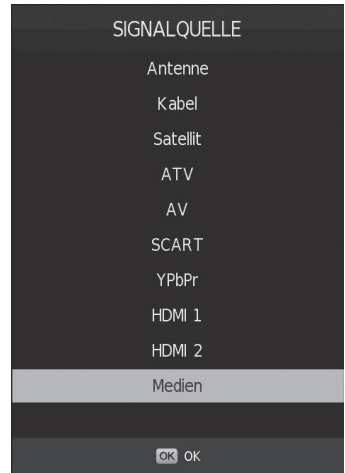 SIGNALQUELLE
Antenne
Kabel
Satellit
ATV
AV
SCART
YPbPr
HDMI 1
HDMI 2
Medien
OK OK